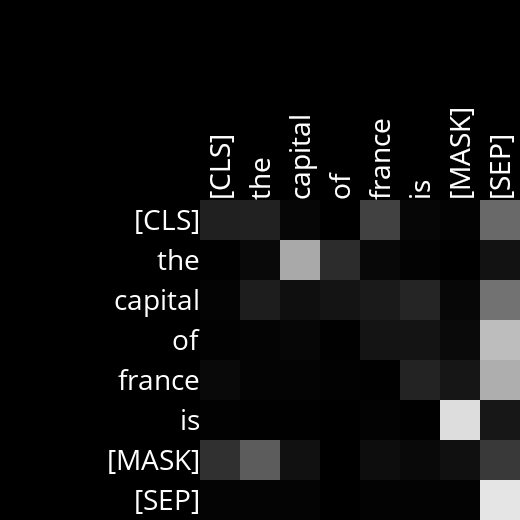 [CLS] the capital of france is [MASK] [SEP]
[CLS]
the
capital
of
france
is
[MASK]
[SEP]